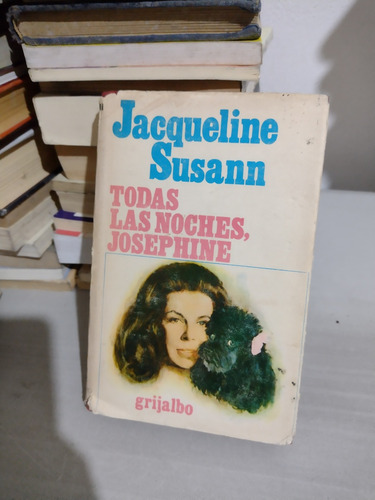 Jacqueline
Susann
TODAS
LAS NOCHES,
JOSEPHINE
grijalbo